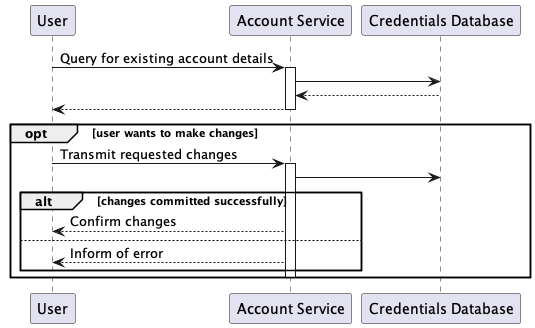 User Account Service Credentials Database
Query for existing account details
opt [user wants to make changes]
Transmit requested changes
alt [changes committed successfully]
Confirm changes
Inform of error
User Account Service Credentials Database